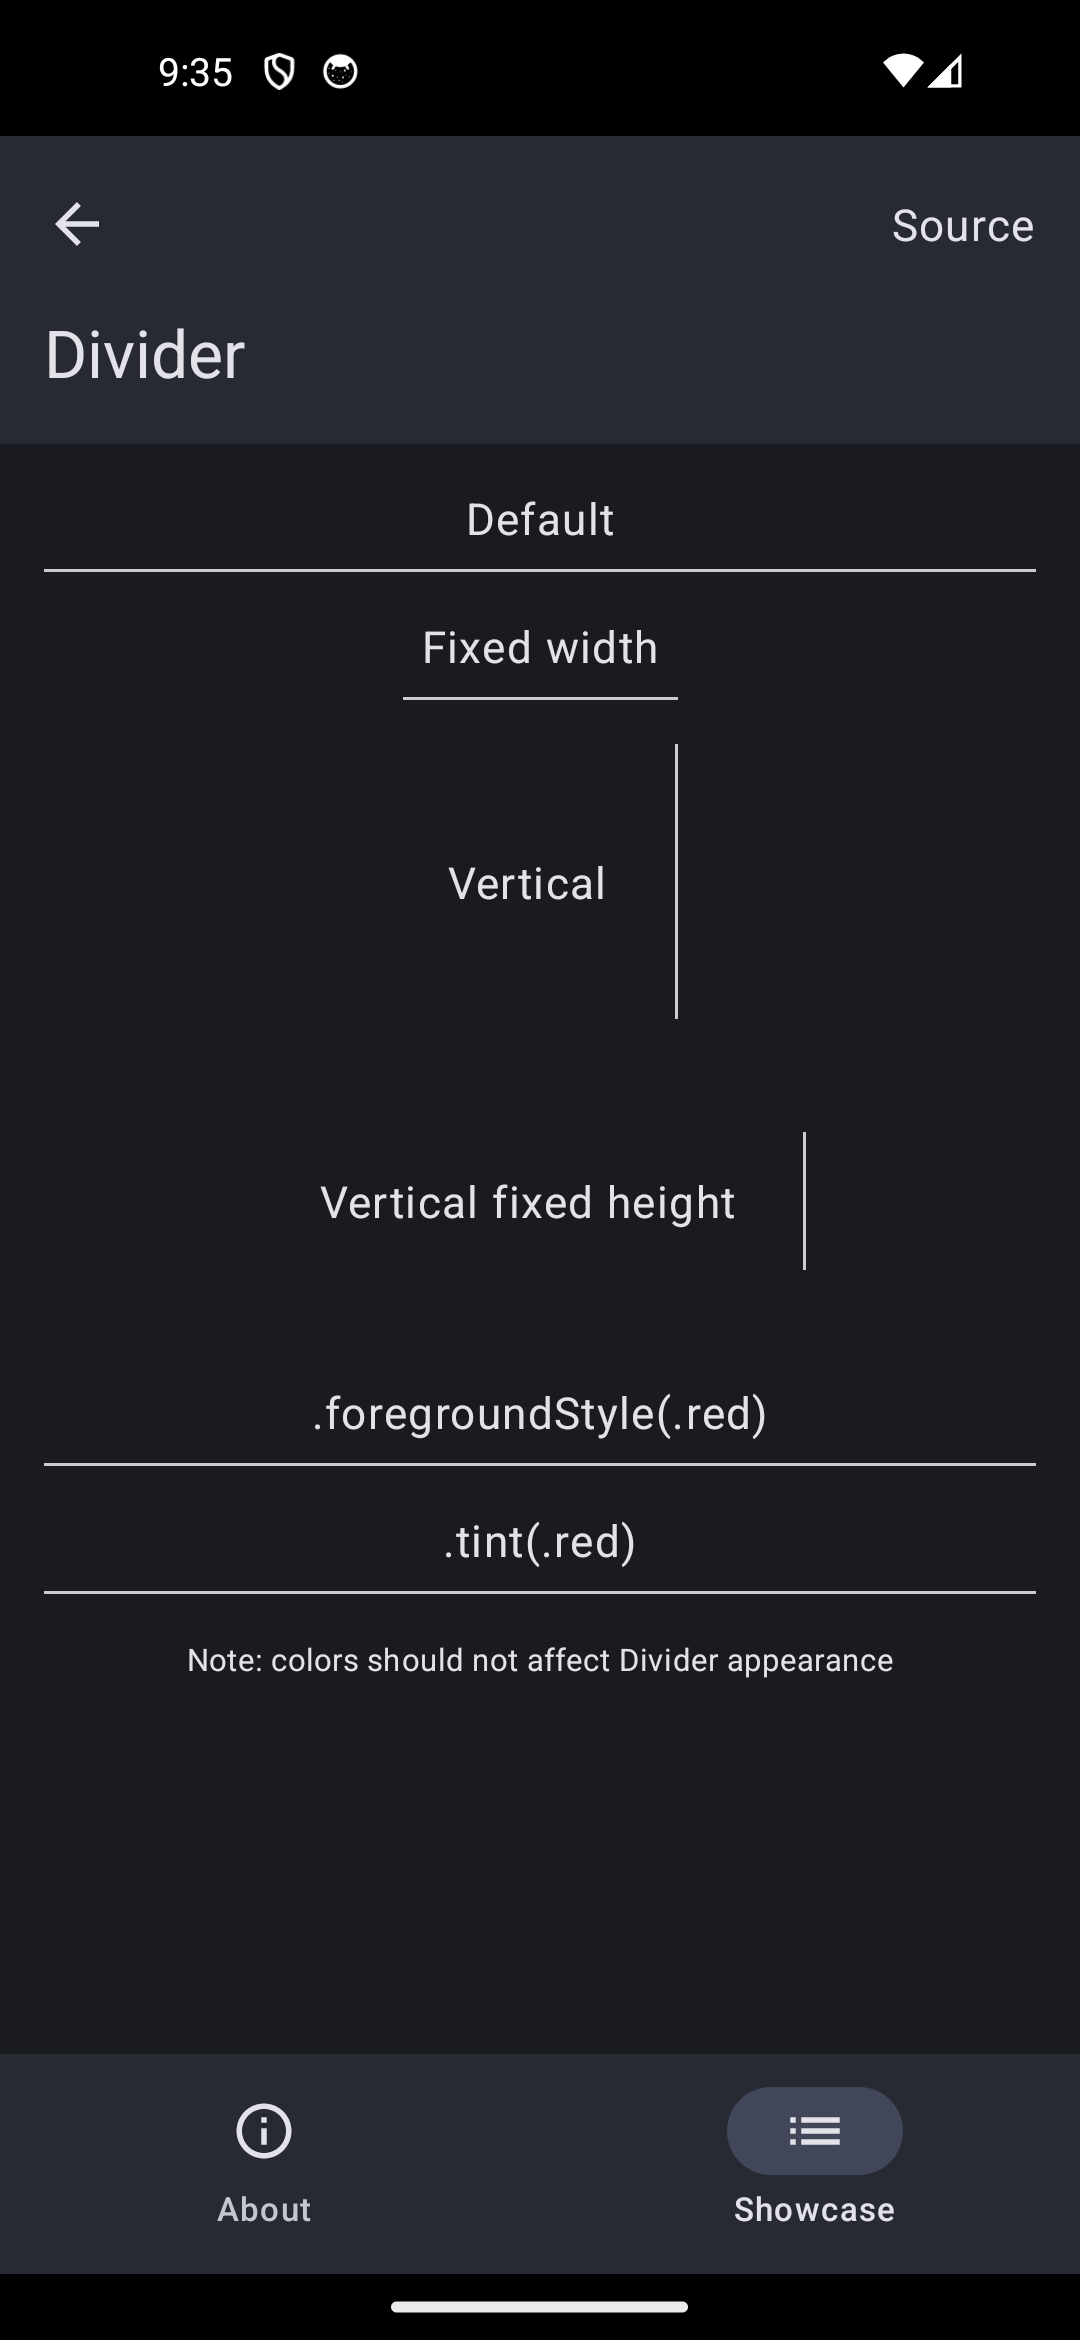 9:35
Source
Divider
Default
Fixed width
Vertical
Vertical fixed height
.foregroundStyle(.red)
.tint(.red)
Note: colors should not affect Divider appearance
About
Showcase